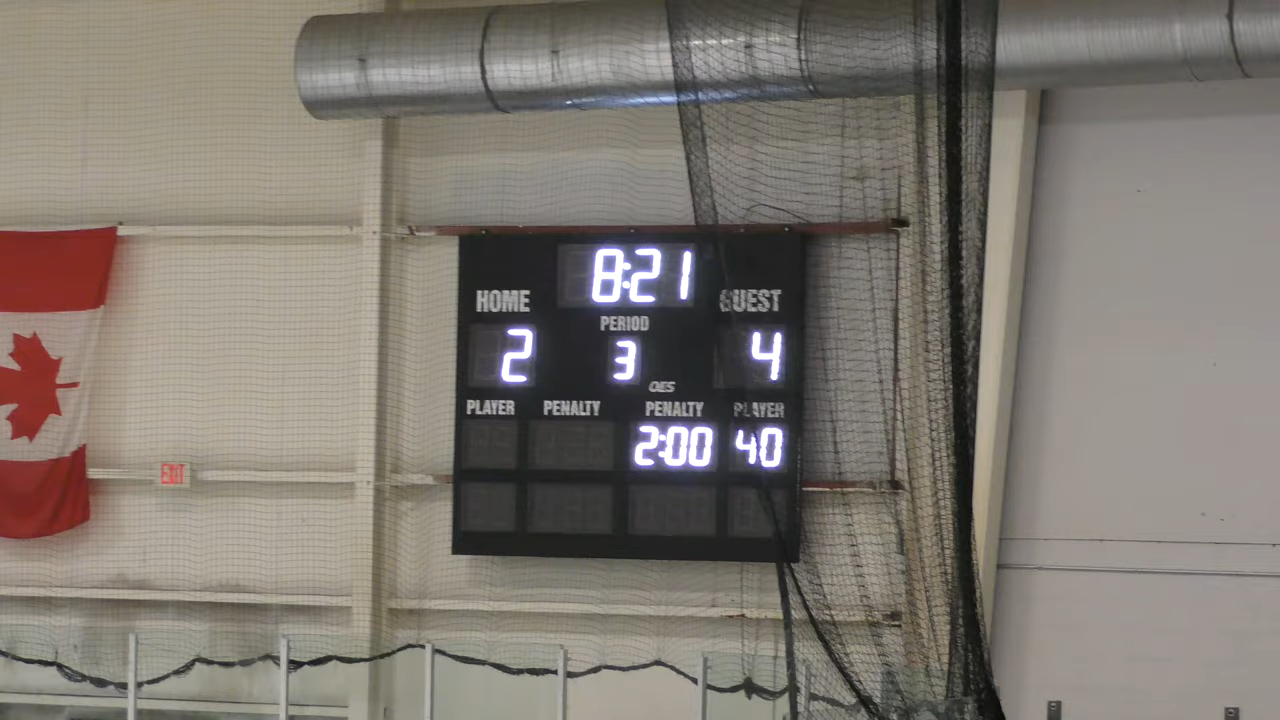 8:21
HOME GUEST
PERIOD
2 3 4
OES
PLAYER PENALTY PENALTY PLAYER
2:00 40
EXIT